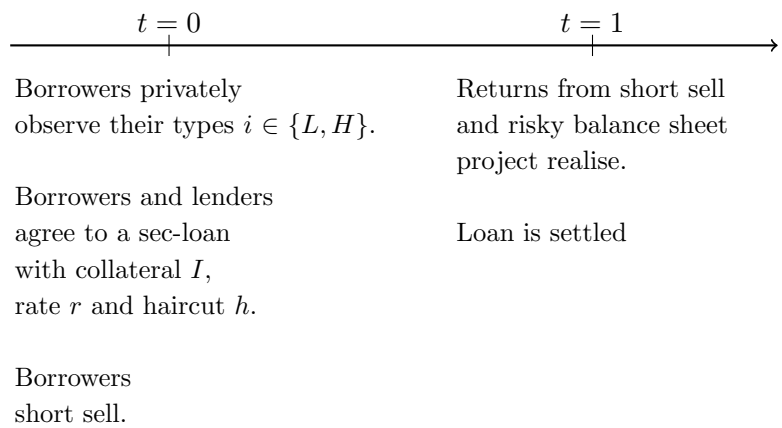 t = 0
t = 1
Borrowers privately
observe their types i ∈ {L, H}.
Borrowers and lenders
agree to a sec-loan
with collateral I,
rate r and haircut h.
Borrowers
short sell.
Returns from short sell
and risky balance sheet
project realise.
Loan is settled